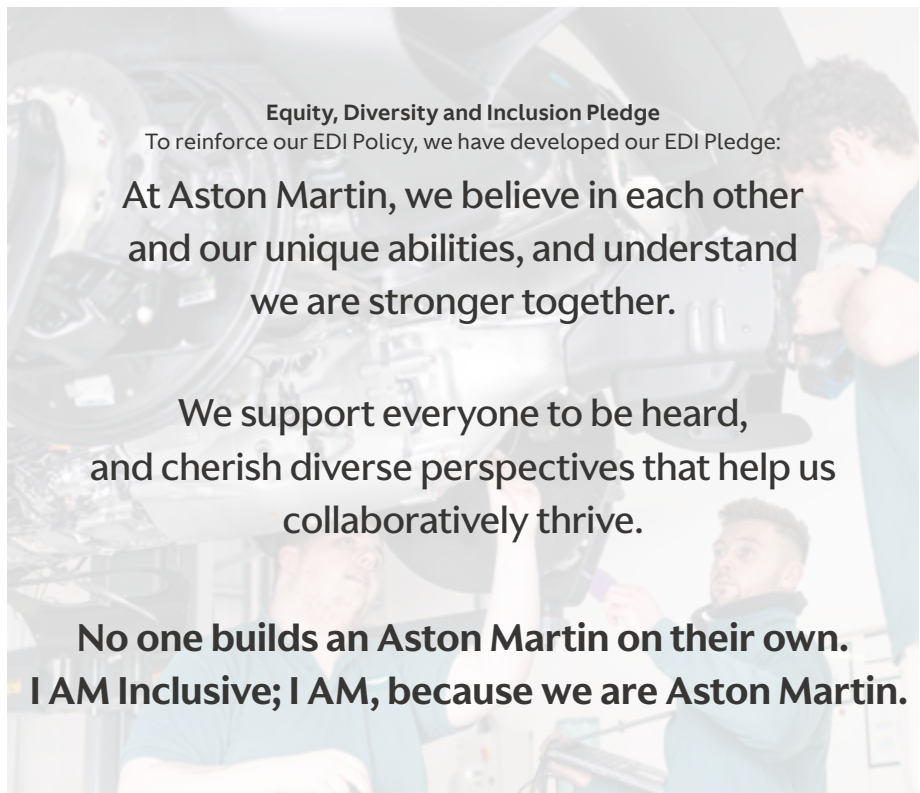 Equity, Diversity and Inclusion Pledge
To reinforce our EDI Policy, we have developed our EDI Pledge:
At Aston Martin, we believe in each other
and our unique abilities, and understand
we are stronger together.
We support everyone to be heard,
and cherish diverse perspectives that help us
collaboratively thrive.
No one builds an Aston Martin on their own.
I AM Inclusive; I AM, because we are Aston Martin.